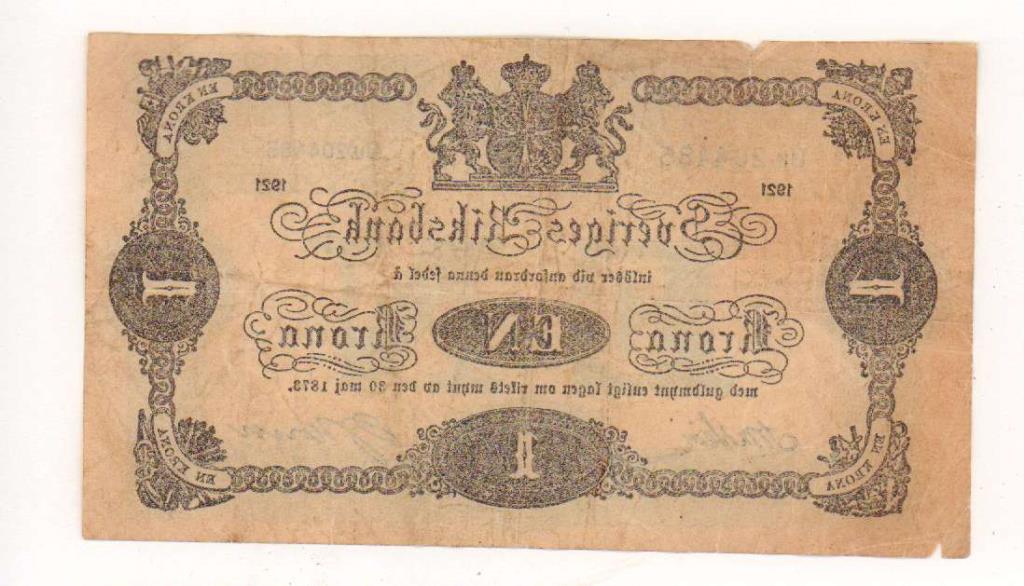 EN KRONA EN KRONA
1921 1921
Sveriges Riksbank
inlöser vid anfordran denna sedel å
1 Krona EN Krona 1
med guldmynt enligt lagen om rikets mynt av den 30 maj 1873.
EN KRONA 1 EN KRONA